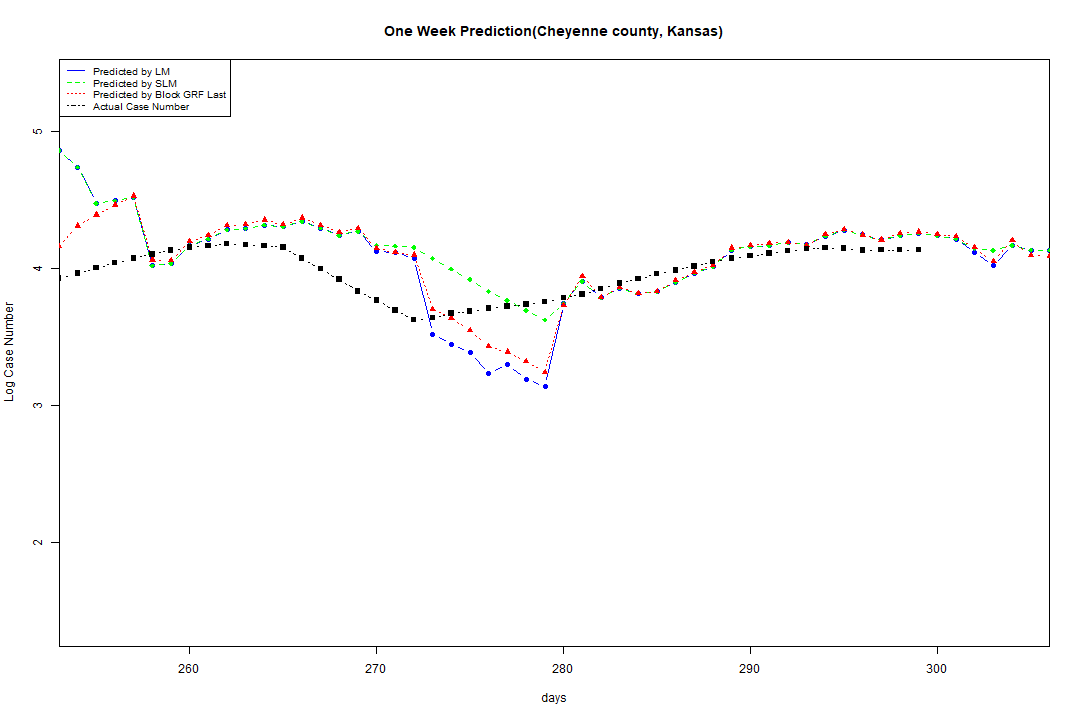 One Week Prediction(Cheyenne county, Kansas)
Predicted by LM
Predicted by SLM
Predicted by Block GRF Last
Actual Case Number
5
4
3
2
Log Case Number
260 270 280 290 300
days